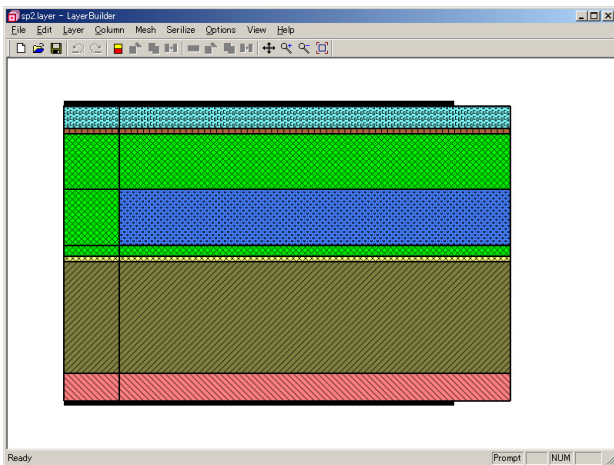 sp2.layer - LayerBuilder
File Edit Layer Column Mesh Serilize Options View Help
Ready Prompt NUM